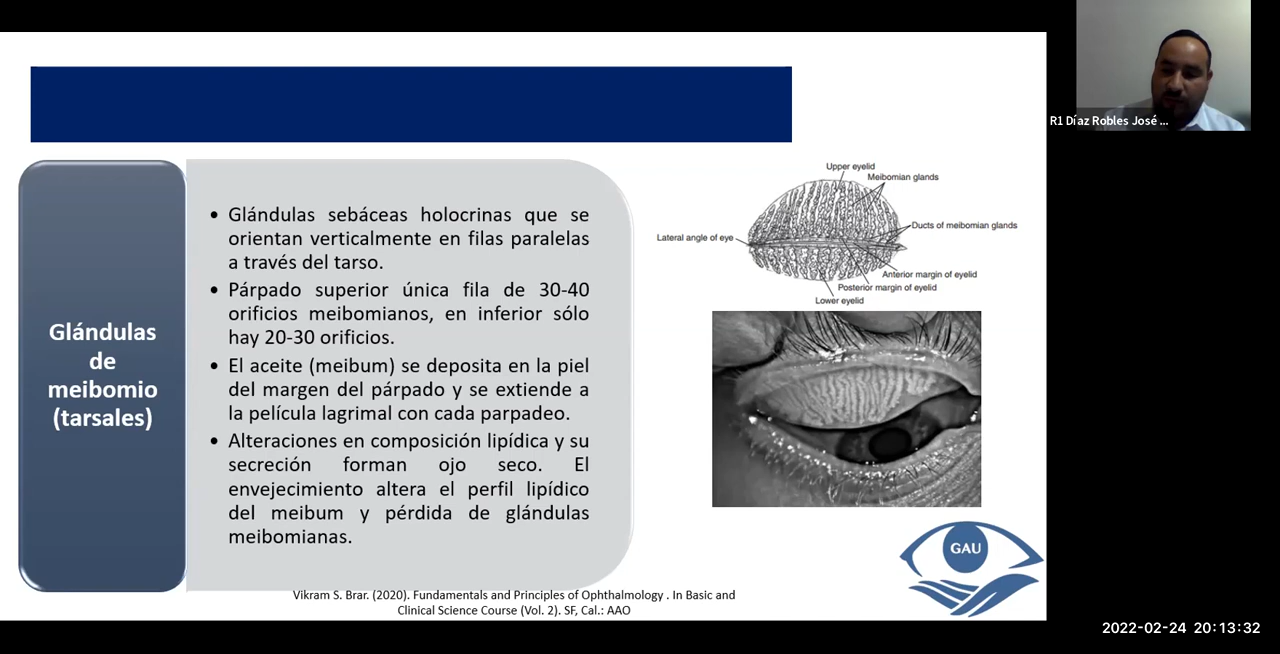 Glándulas
de
meibomio
(tarsales)
• Glándulas sebáceas holocrinas que se
orientan verticalmente en filas paralelas
a través del tarso.
• Párpado superior única fila de 30-40
orificios meibomianos, en inferior sólo
hay 20-30 orificios.
• El aceite (meibum) se deposita en la piel
del margen del párpado y se extiende a
la película lagrimal con cada parpadeo.
• Alteraciones en composición lipídica y su
secreción forman ojo seco. El
envejecimiento altera el perfil lipídico
del meibum y pérdida de glándulas
meibomianas.
Upper eyelid
Meibomian glands
Ducts of meibomian glands
Lateral angle of eye
Anterior margin of eyelid
Posterior margin of eyelid
Lower eyelid
GAU
Vikram S. Brar. (2020). Fundamentals and Principles of Ophthalmology . In Basic and
Clinical Science Course (Vol. 2). SF, Cal.: AAO
R1 Díaz Robles José ...
2022-02-24 20:13:32